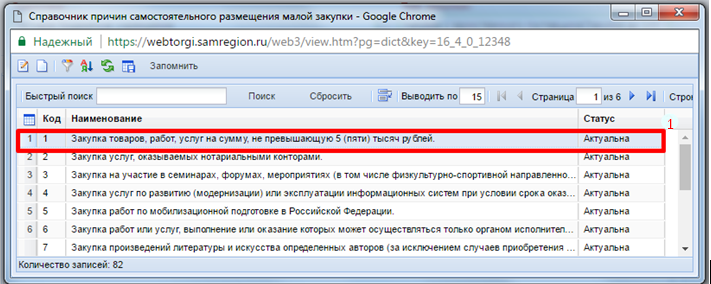 Справочник причин самостоятельного размещения малой закупки - Google Chrome
Надежный https://webtorgi.samregion.ru/web3/view.htm?pg=dict&key=16_4_0_12348
Запомнить
Быстрый поиск Поиск Сбросить Выводить по 15 Страница 1 из 6 Строк
Код Наименование Статус
1 1 Закупка товаров, работ, услуг на сумму, не превышающую 5 (пяти) тысяч рублей. Актуальна 1
2 2 Закупка услуг, оказываемых нотариальными конторами. Актуальна
3 3 Закупка на участие в семинарах, форумах, мероприятиях (в том числе физкультурно-спортивной направленно... Актуальна
4 4 Закупка услуг по развитию (модернизации) или эксплуатации информационных систем при условии срока оказ... Актуальна
5 5 Закупка работ по мобилизационной подготовке в Российской Федерации. Актуальна
6 6 Закупка работ или услуг, выполнение или оказание которых может осуществляться только органом исполнител... Актуальна
7 Закупка произведений литературы и искусства определенных авторов (за исключением случаев приобретения ... Актуальна
Количество записей: 82